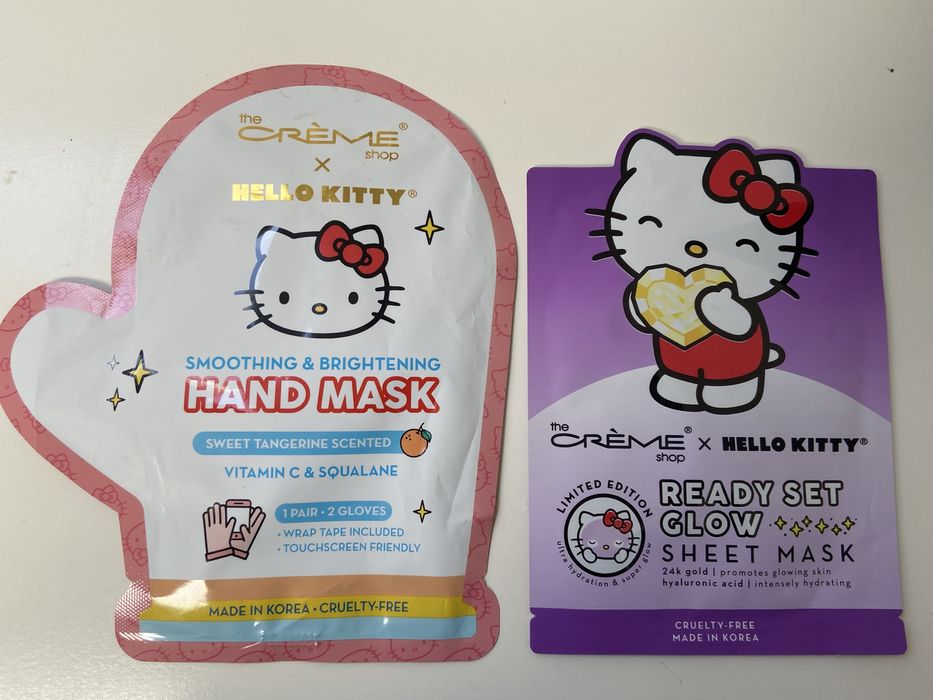 the
CRÈME®
shop
×
HELLO KITTY®
SMOOTHING & BRIGHTENING
HAND MASK
SWEET TANGERINE SCENTED
VITAMIN C & SQUALANE
1 PAIR • 2 GLOVES
• WRAP TAPE INCLUDED
• TOUCHSCREEN FRIENDLY
MADE IN KOREA • CRUELTY-FREE
the
CRÈME® × HELLO KITTY®
shop
LIMITED EDITION
ultra hydration & super glow
READY SET
GLOW
SHEET MASK
24k gold | promotes glowing skin
hyaluronic acid | intensely hydrating
CRUELTY-FREE
MADE IN KOREA